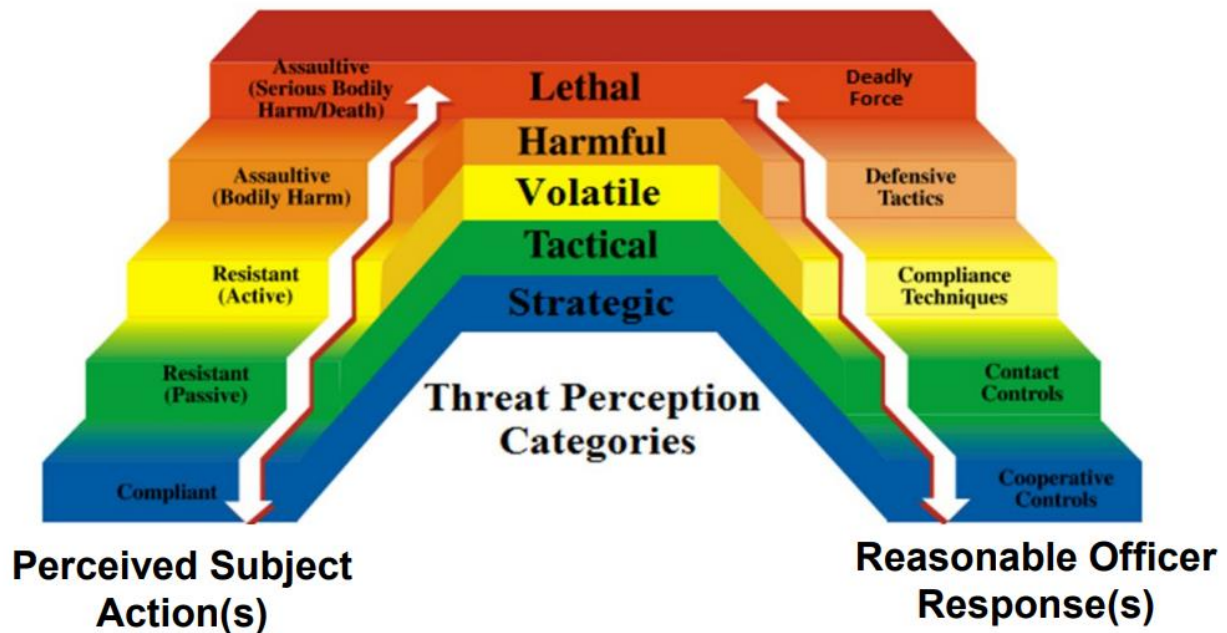 Assaultive
(Serious Bodily
Harm/Death)
Lethal
Deadly
Force
Harmful
Assaultive
(Bodily Harm)
Volatile
Defensive
Tactics
Tactical
Resistant
(Active)
Strategic
Compliance
Techniques
Resistant
(Passive)
Threat Perception
Categories
Contact
Controls
Compliant
Cooperative
Controls
Perceived Subject
Action(s)
Reasonable Officer
Response(s)